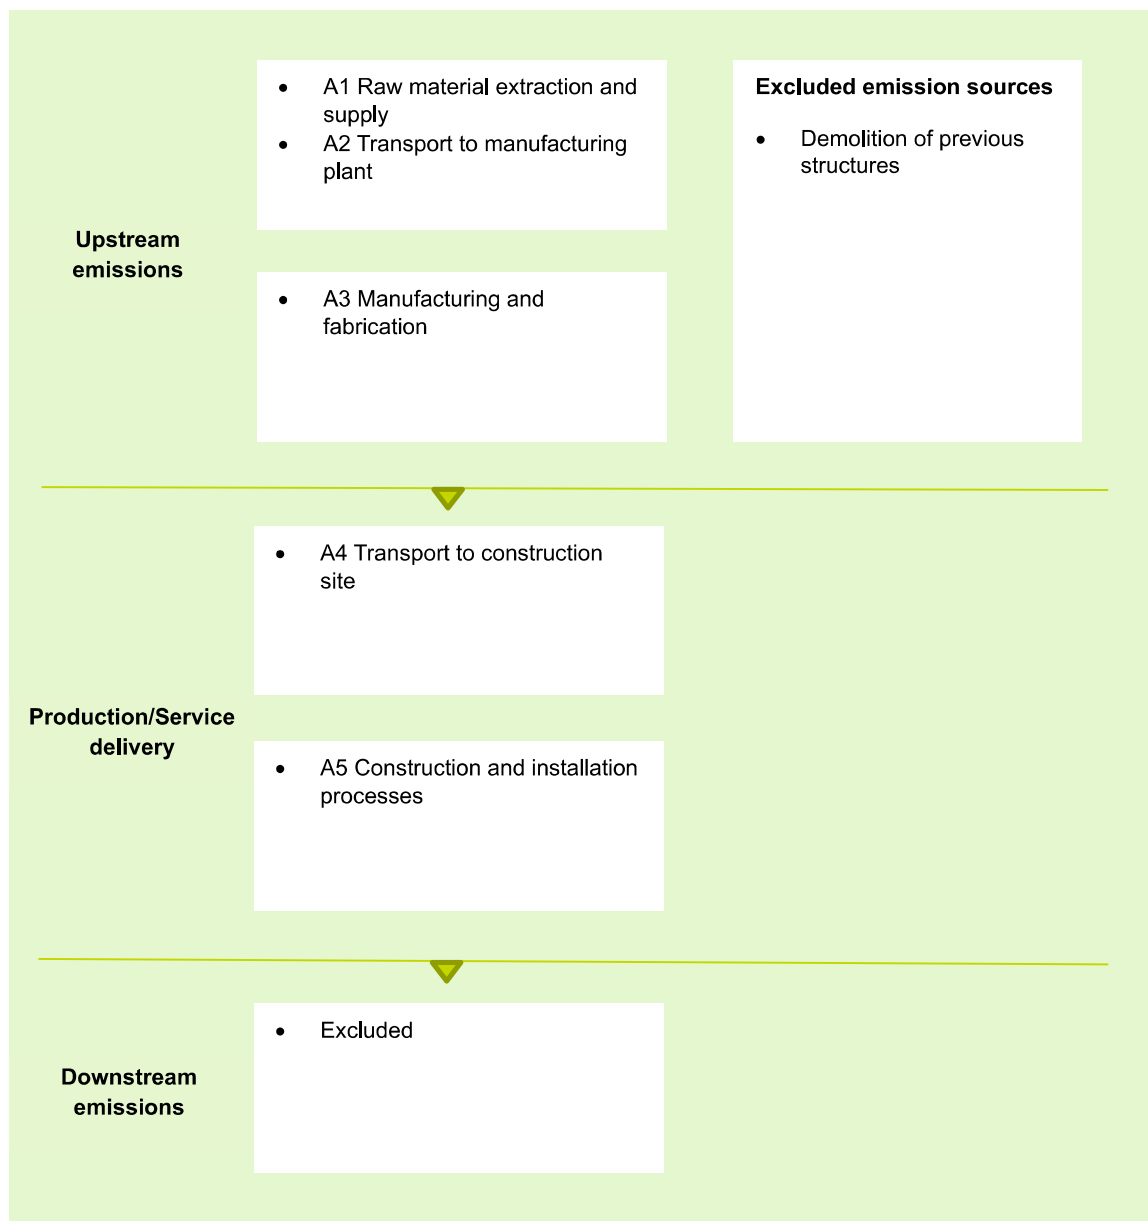 Upstream
emissions
• A1 Raw material extraction and
supply
• A2 Transport to manufacturing
plant
• A3 Manufacturing and
fabrication
Excluded emission sources
• Demolition of previous
structures
Production/Service
delivery
• A4 Transport to construction
site
• A5 Construction and installation
processes
Downstream
emissions
• Excluded